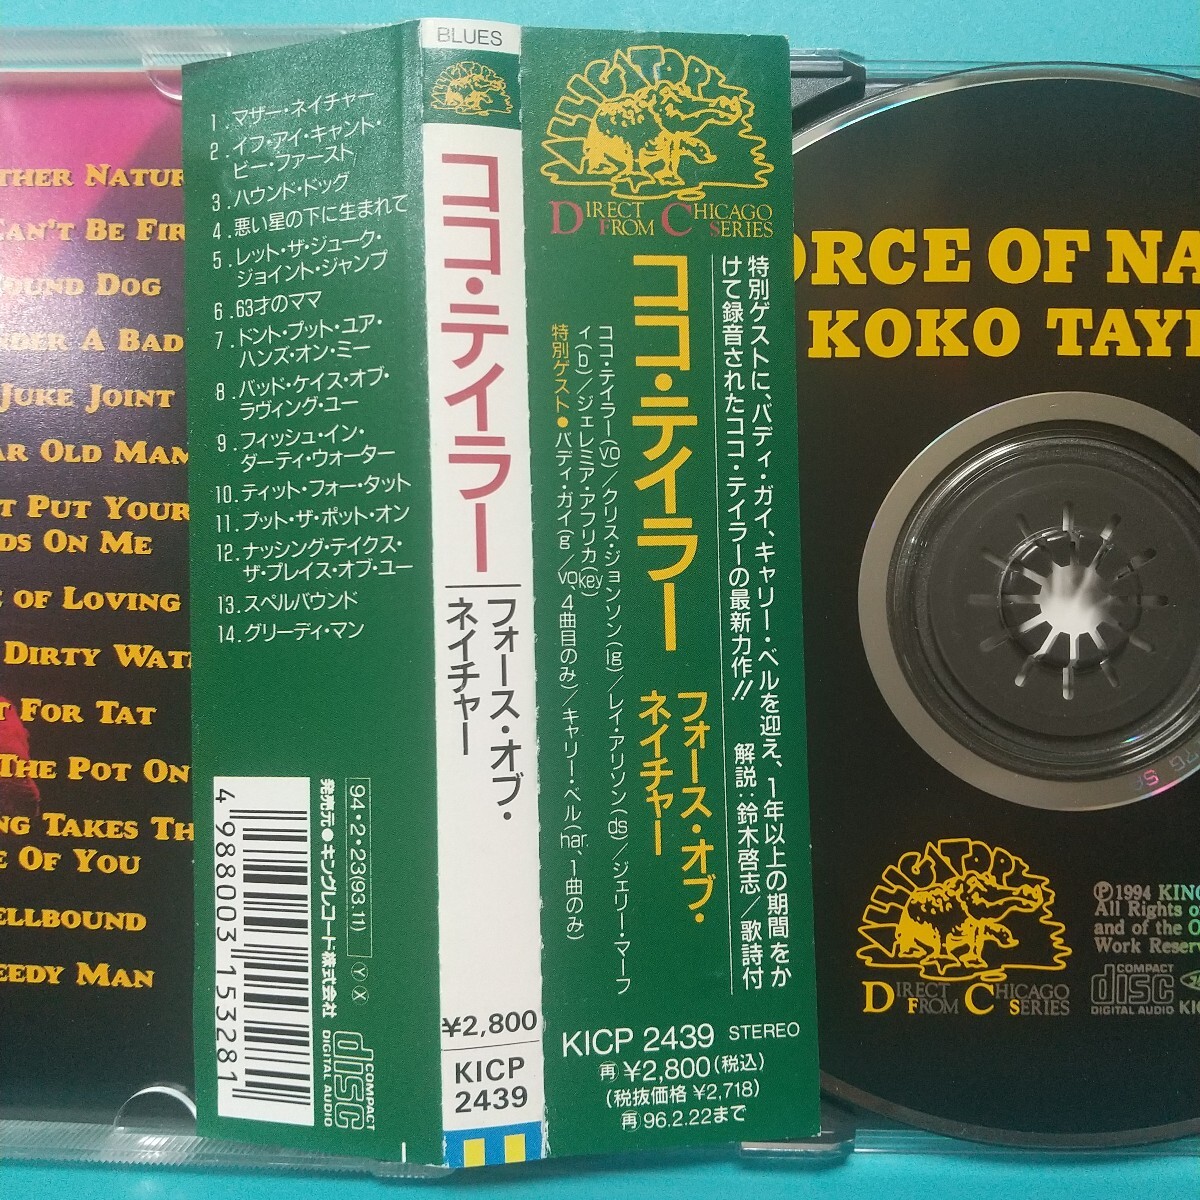 THER NATUR
CAN'T BE FIR
OUND DOG
NDER A BAD
JUKE JOINT
AR OLD MAM
T PUT YOUR
DS ON ME
E OF LOVING
DIRTY WAT
T FOR TAT
THE POT ON
NG TAKES TH
E OF YOU
ELLBOUND
EEDY MAN
1.マザー・ネイチャー
2.イフ・アイ・キャント・
ビー・ファースト
3.ハウンド・ドッグ
4.悪い星の下に生まれて
5.レット・ザ・ジューク・
ジョイント・ジャンプ
6.63才のママ
7.ドント・プット・ユア・
ハンズ・オン・ミー
8.バッド・ケイス・オブ・
ラヴィング・ユー
9.フィッシュ・イン・
ダーティ・ウォーター
10.ティット・フォー・タット
11.プット・ザ・ポット・オン
12.ナッシング・テイクス・
ザ・プレイス・オブ・ユー
13.スペルバウンド
14.グリーディ・マン
4 988003 153281
発売元●キングレコード株式会社
'94・2・23(93.11) Ⓨ Ⓧ
COMPACT
disc
DIGITAL AUDIO
BLUES
ココ・テイラー
フォース・オブ・
ネイチャー
¥2,800
KICP
2439
ALLIGATOR
DIRECT CHICAGO
FROM SERIES
特別ゲストに、バディ・ガイ、キャリー・ベルを迎え、1年以上の期間をか
けて録音されたココ・テイラーの最新力作!! 解説:鈴木啓志/歌詩付
ココ・テイラー
フォース・オブ・
ネイチャー
ココ・テイラー(vo)/クリス・ジョンソン(lg)/レイ・アリソン(ds)/ジェリー・マーフ
ィ(b)/ジェレミア・アフリカ(key)
特別ゲスト●バディ・ガイ(g/vo 4曲目のみ)/キャリー・ベル(har、1曲のみ)
KICP 2439 STEREO
再 ¥2,800(税込)
(税抜価格 ¥2,718)
再 96.2.22まで
ORCE OF NA
KOKO TAYL
ALLIGATOR
DIRECT CHICAGO
FROM SERIES
Ⓟ1994 KING
All Rights of
and of the O
Work Reserve
COMPACT
disc
DIGITAL AUDIO
KIC